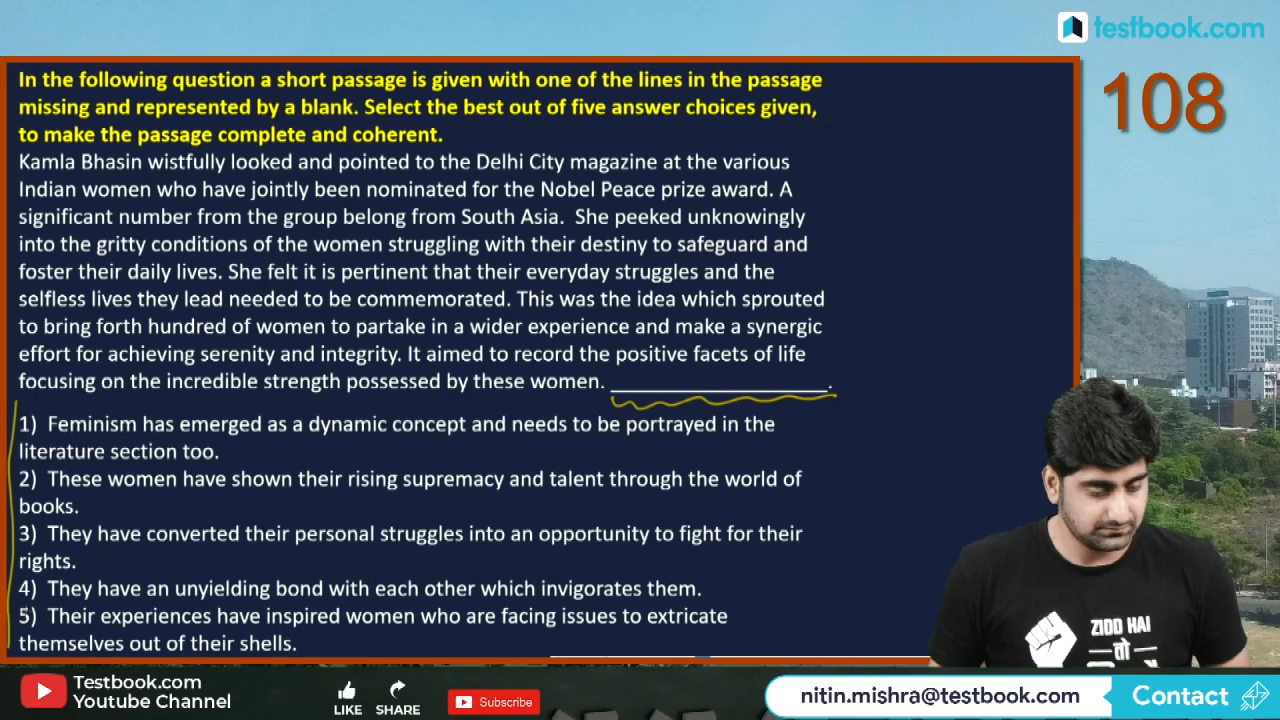 testbook.com
108
In the following question a short passage is given with one of the lines in the passage
missing and represented by a blank. Select the best out of five answer choices given,
to make the passage complete and coherent.
Kamla Bhasin wistfully looked and pointed to the Delhi City magazine at the various
Indian women who have jointly been nominated for the Nobel Peace prize award. A
significant number from the group belong from South Asia.  She peeked unknowingly
into the gritty conditions of the women struggling with their destiny to safeguard and
foster their daily lives. She felt it is pertinent that their everyday struggles and the
selfless lives they lead needed to be commemorated. This was the idea which sprouted
to bring forth hundred of women to partake in a wider experience and make a synergic
effort for achieving serenity and integrity. It aimed to record the positive facets of life
focusing on the incredible strength possessed by these women. ____________________.
1)  Feminism has emerged as a dynamic concept and needs to be portrayed in the
literature section too.
2)  These women have shown their rising supremacy and talent through the world of
books.
3)  They have converted their personal struggles into an opportunity to fight for their
rights.
4)  They have an unyielding bond with each other which invigorates them.
5)  Their experiences have inspired women who are facing issues to extricate
themselves out of their shells.
ZIDD HAI
तो
Testbook.com
YouTube Channel
LIKE
SHARE
Subscribe
nitin.mishra@testbook.com
Contact